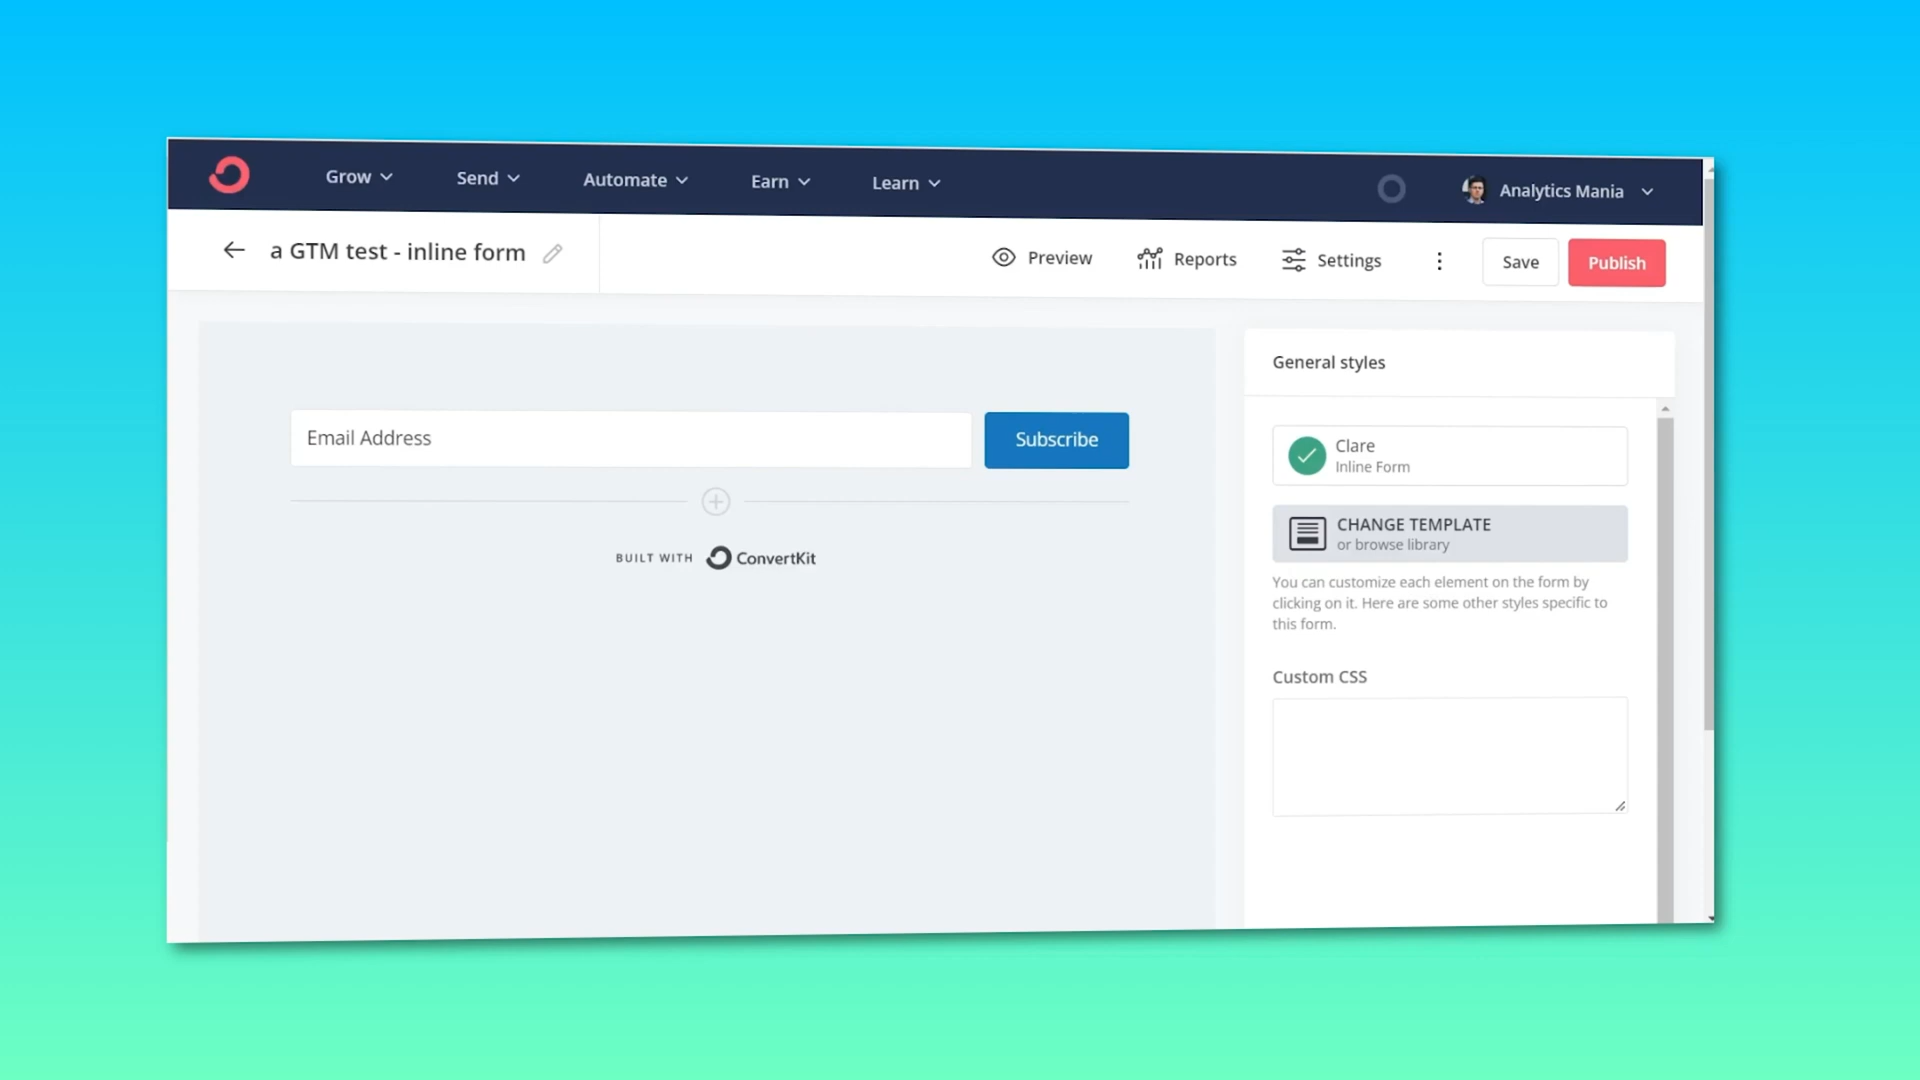 Grow Send Automate Earn Learn Analytics Mania
a GTM test - inline form Preview Reports Settings Save Publish
General styles
Email Address Subscribe
Clare
Inline Form
CHANGE TEMPLATE
or browse library
BUILT WITH ConvertKit
You can customize each element on the form by
clicking on it. Here are some other styles specific to
this form.
Custom CSS